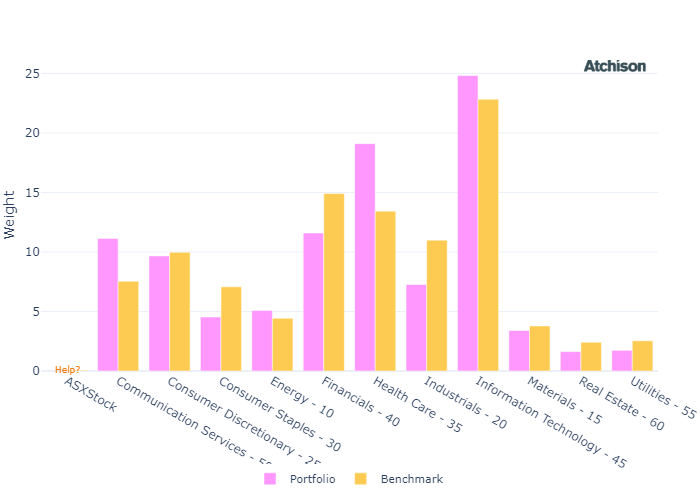 Atchison
25
20
15
10
5
0
Weight
Help?
ASXStock
Communication Services - 50
Consumer Discretionary - 25
Consumer Staples - 30
Energy - 10
Financials - 40
Health Care - 35
Industrials - 20
Information Technology - 45
Materials - 15
Real Estate - 60
Utilities - 55
Portfolio
Benchmark